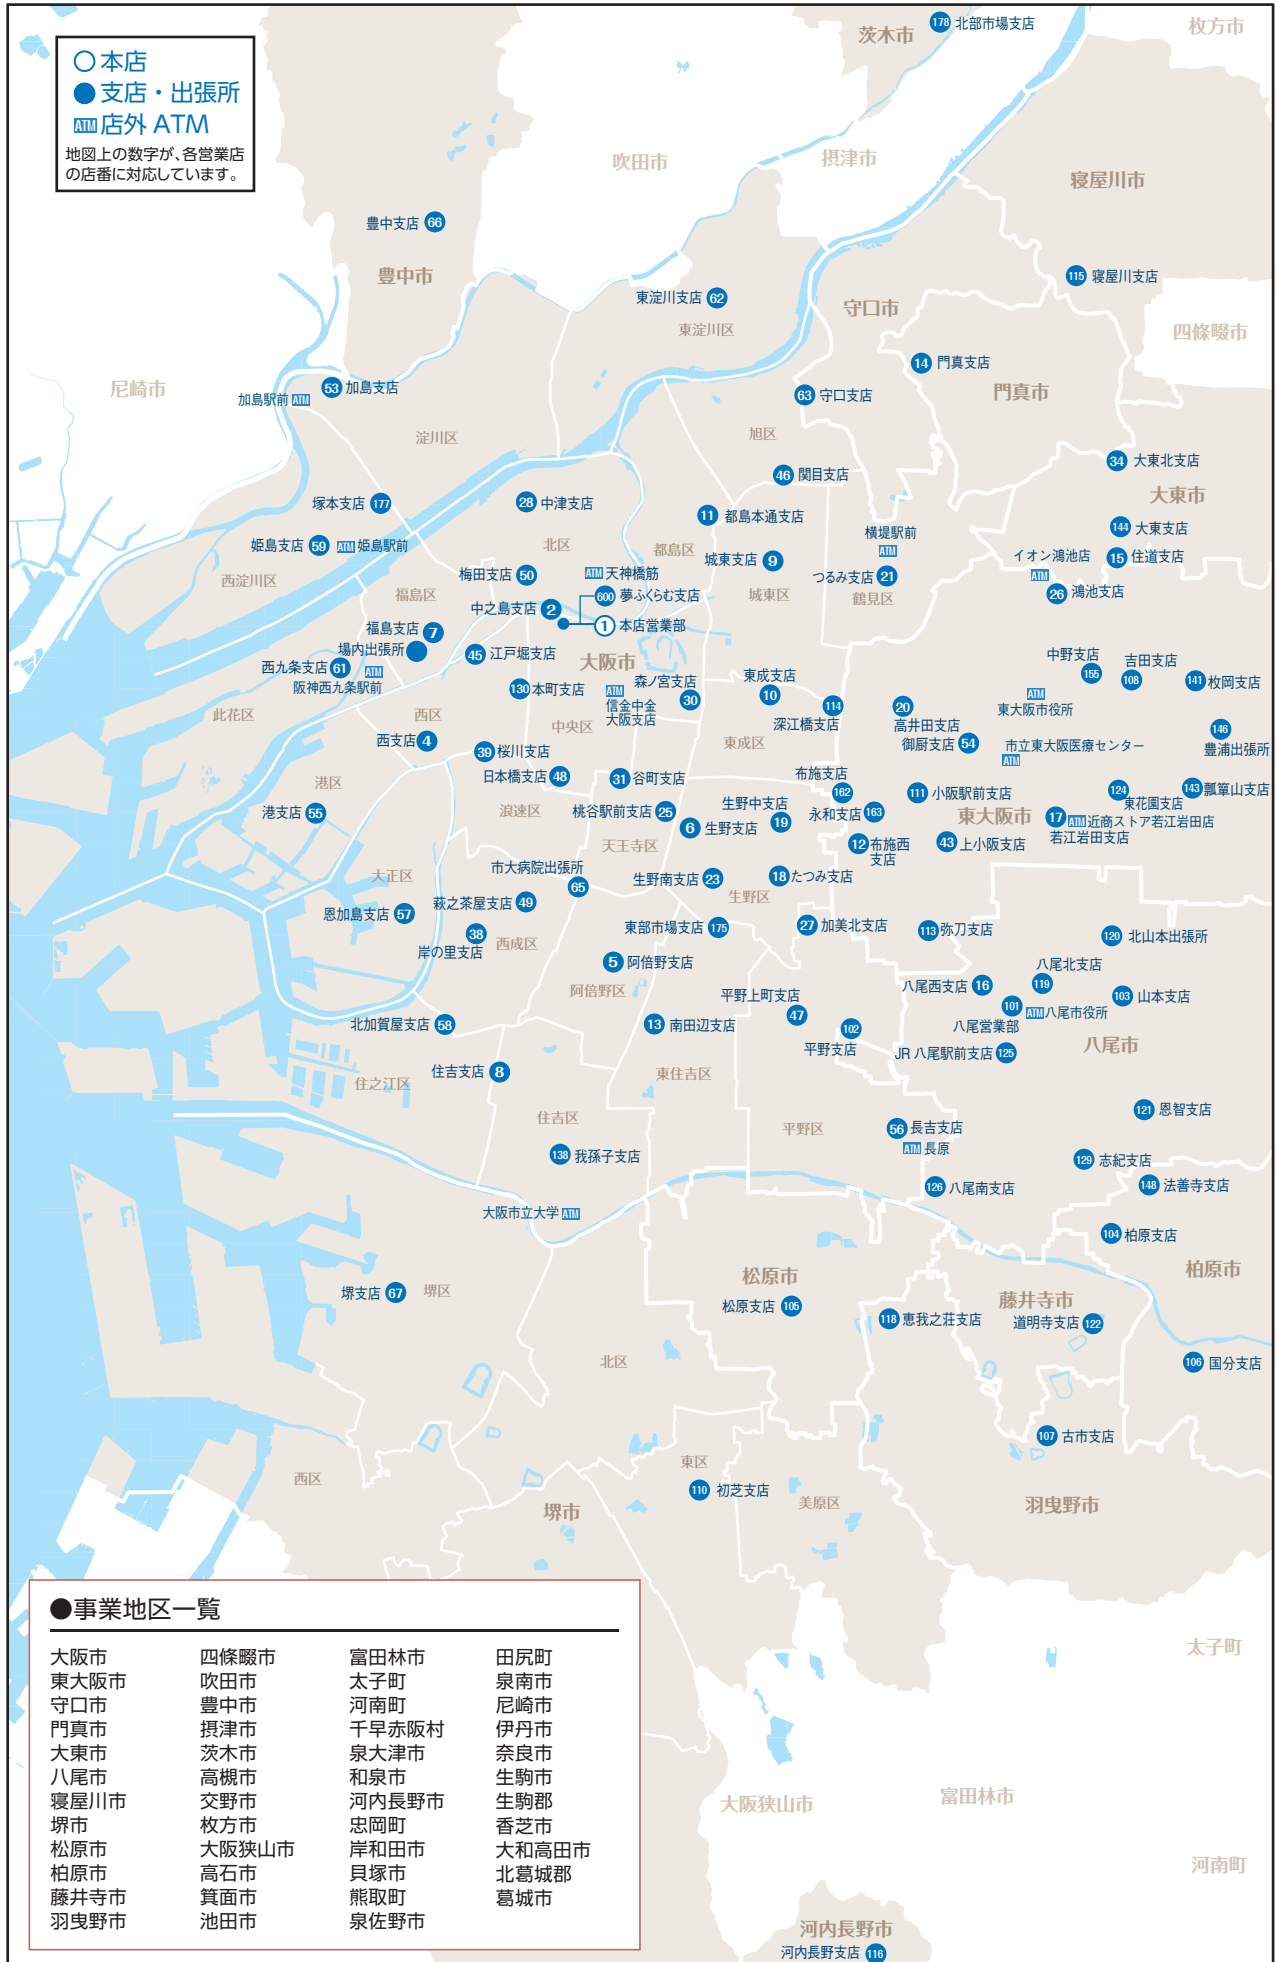 本店
支店・出張所
ATM 店外 ATM
地図上の数字が、各営業店
の店番に対応しています。
茨木市
178 北部市場支店
枚方市
吹田市
摂津市
寝屋川市
豊中支店 66
豊中市
115 寝屋川支店
東淀川支店 62
東淀川区
守口市
四條畷市
14 門真支店
尼崎市
53 加島支店
加島駅前 ATM
63 守口支店
門真市
淀川区
旭区
34 大東北支店
46 関目支店
大東市
塚本支店 177
28 中津支店
11 都島本通支店
144 大東支店
横堤駅前
ATM
姫島支店 59
ATM 姫島駅前
北区
都島区
城東支店 9
イオン鴻池店
ATM
15 住道支店
西淀川区
梅田支店 50
ATM 天神橋筋
つるみ支店 21
26 鴻池支店
福島区
600 夢ふくらむ支店
城東区
鶴見区
中之島支店 2
1 本店営業部
福島支店 7
場内出張所
45 江戸堀支店
大阪市
中野支店
155
吉田支店
108
西九条支店 61
ATM
阪神西九条駅前
130 本町支店
ATM
信金中金
大阪支店
森ノ宮支店
30
東成支店
10
114
深江橋支店
20
高井田支店
ATM
東大阪市役所
141 枚岡支店
此花区
西区
中央区
東成区
146
豊浦出張所
西支店 4
39 桜川支店
御厨支店 54
市立東大阪医療センター
ATM
港区
日本橋支店 48
31 谷町支店
布施支店
162
111 小阪駅前支店
124
東花園支店
143 瓢簞山支店
港支店 55
浪速区
桃谷駅前支店 25
生野中支店
19
永和支店 163
東大阪市
17 ATM 近商ストア若江岩田店
若江岩田支店
6 生野支店
天王寺区
12 布施西
支店
43 上小阪支店
大正区
市大病院出張所
65
生野南支店 23
18 たつみ支店
生野区
恩加島支店 57
萩之茶屋支店 49
38
岸の里支店
西成区
東部市場支店 175
27 加美北支店
113 弥刀支店
120 北山本出張所
5 阿倍野支店
八尾北支店
119
阿倍野区
平野上町支店
47
八尾西支店 16
101
八尾営業部
ATM 八尾市役所
103 山本支店
北加賀屋支店 58
13 南田辺支店
102
平野支店
JR 八尾駅前支店 125
八尾市
住之江区
住吉支店 8
東住吉区
住吉区
平野区
56 長吉支店
ATM 長原
121 恩智支店
138 我孫子支店
129 志紀支店
126 八尾南支店
148 法善寺支店
大阪市立大学 ATM
104 柏原支店
松原市
柏原市
堺支店 67
堺区
松原支店 105
藤井寺市
118 恵我之荘支店
道明寺支店 122
北区
106 国分支店
107 古市支店
西区
東区
110 初芝支店
美原区
堺市
羽曳野市
太子町
大阪狭山市
富田林市
河南町
河内長野市
河内長野支店 116
●事業地区一覧
大阪市
東大阪市
守口市
門真市
大東市
八尾市
寝屋川市
堺市
松原市
柏原市
藤井寺市
羽曳野市
四條畷市
吹田市
豊中市
摂津市
茨木市
高槻市
交野市
枚方市
大阪狭山市
高石市
箕面市
池田市
富田林市
太子町
河南町
千早赤阪村
泉大津市
和泉市
河内長野市
忠岡町
岸和田市
貝塚市
熊取町
泉佐野市
田尻町
泉南市
尼崎市
伊丹市
奈良市
生駒市
生駒郡
香芝市
大和高田市
北葛城郡
葛城市